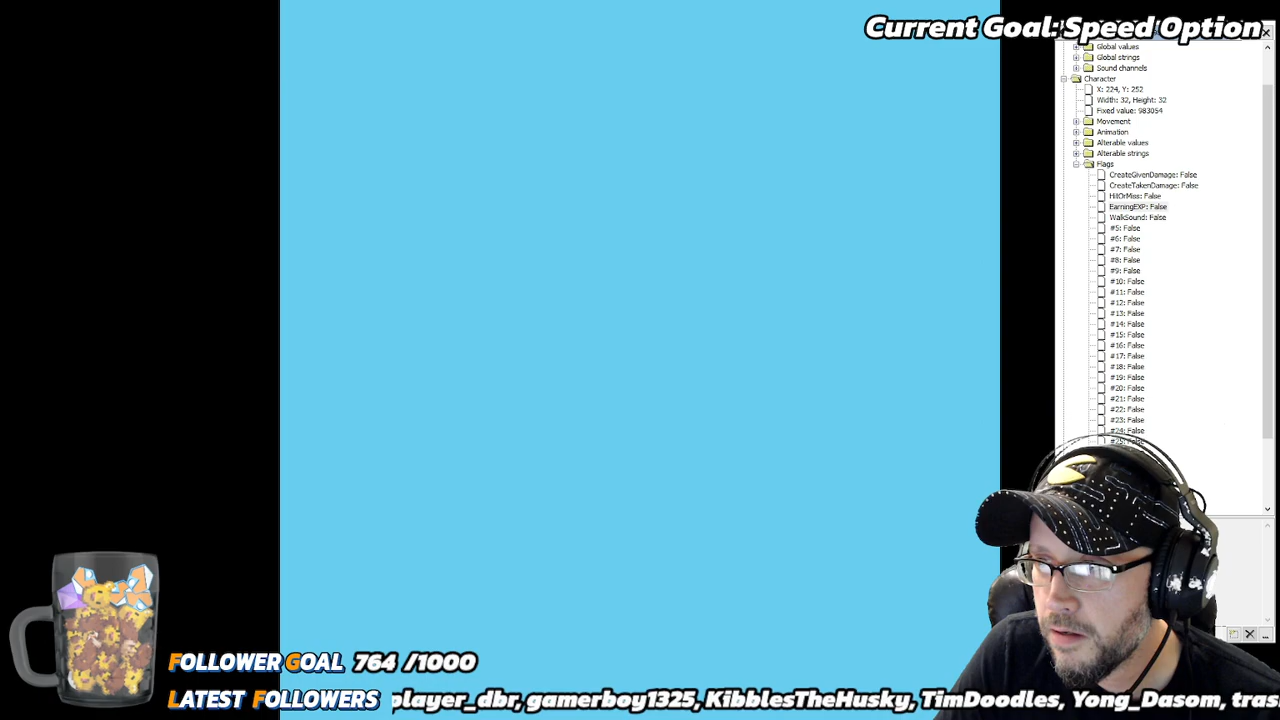 Current Goal: Speed Option
Global values
Global strings
Sound channels
Character
X: 224, Y: 252
Width: 32, Height: 32
Fixed value: 983054
Movement
Animation
Alterable values
Alterable strings
Flags
CreateGivenDamage: False
CreateTakenDamage: False
HitOrMiss: False
EarningEXP: False
WalkSound: False
#5: False
#6: False
#7: False
#8: False
#9: False
#10: False
#11: False
#12: False
#13: False
#14: False
#15: False
#16: False
#17: False
#18: False
#19: False
#20: False
#21: False
#22: False
#23: False
#24: False
FOLLOWER GOAL 764 /1000
LATEST FOLLOWERS player_dbr, gamerboy1325, KibblesTheHusky, TimDoodles, Yong_Dasom, tras